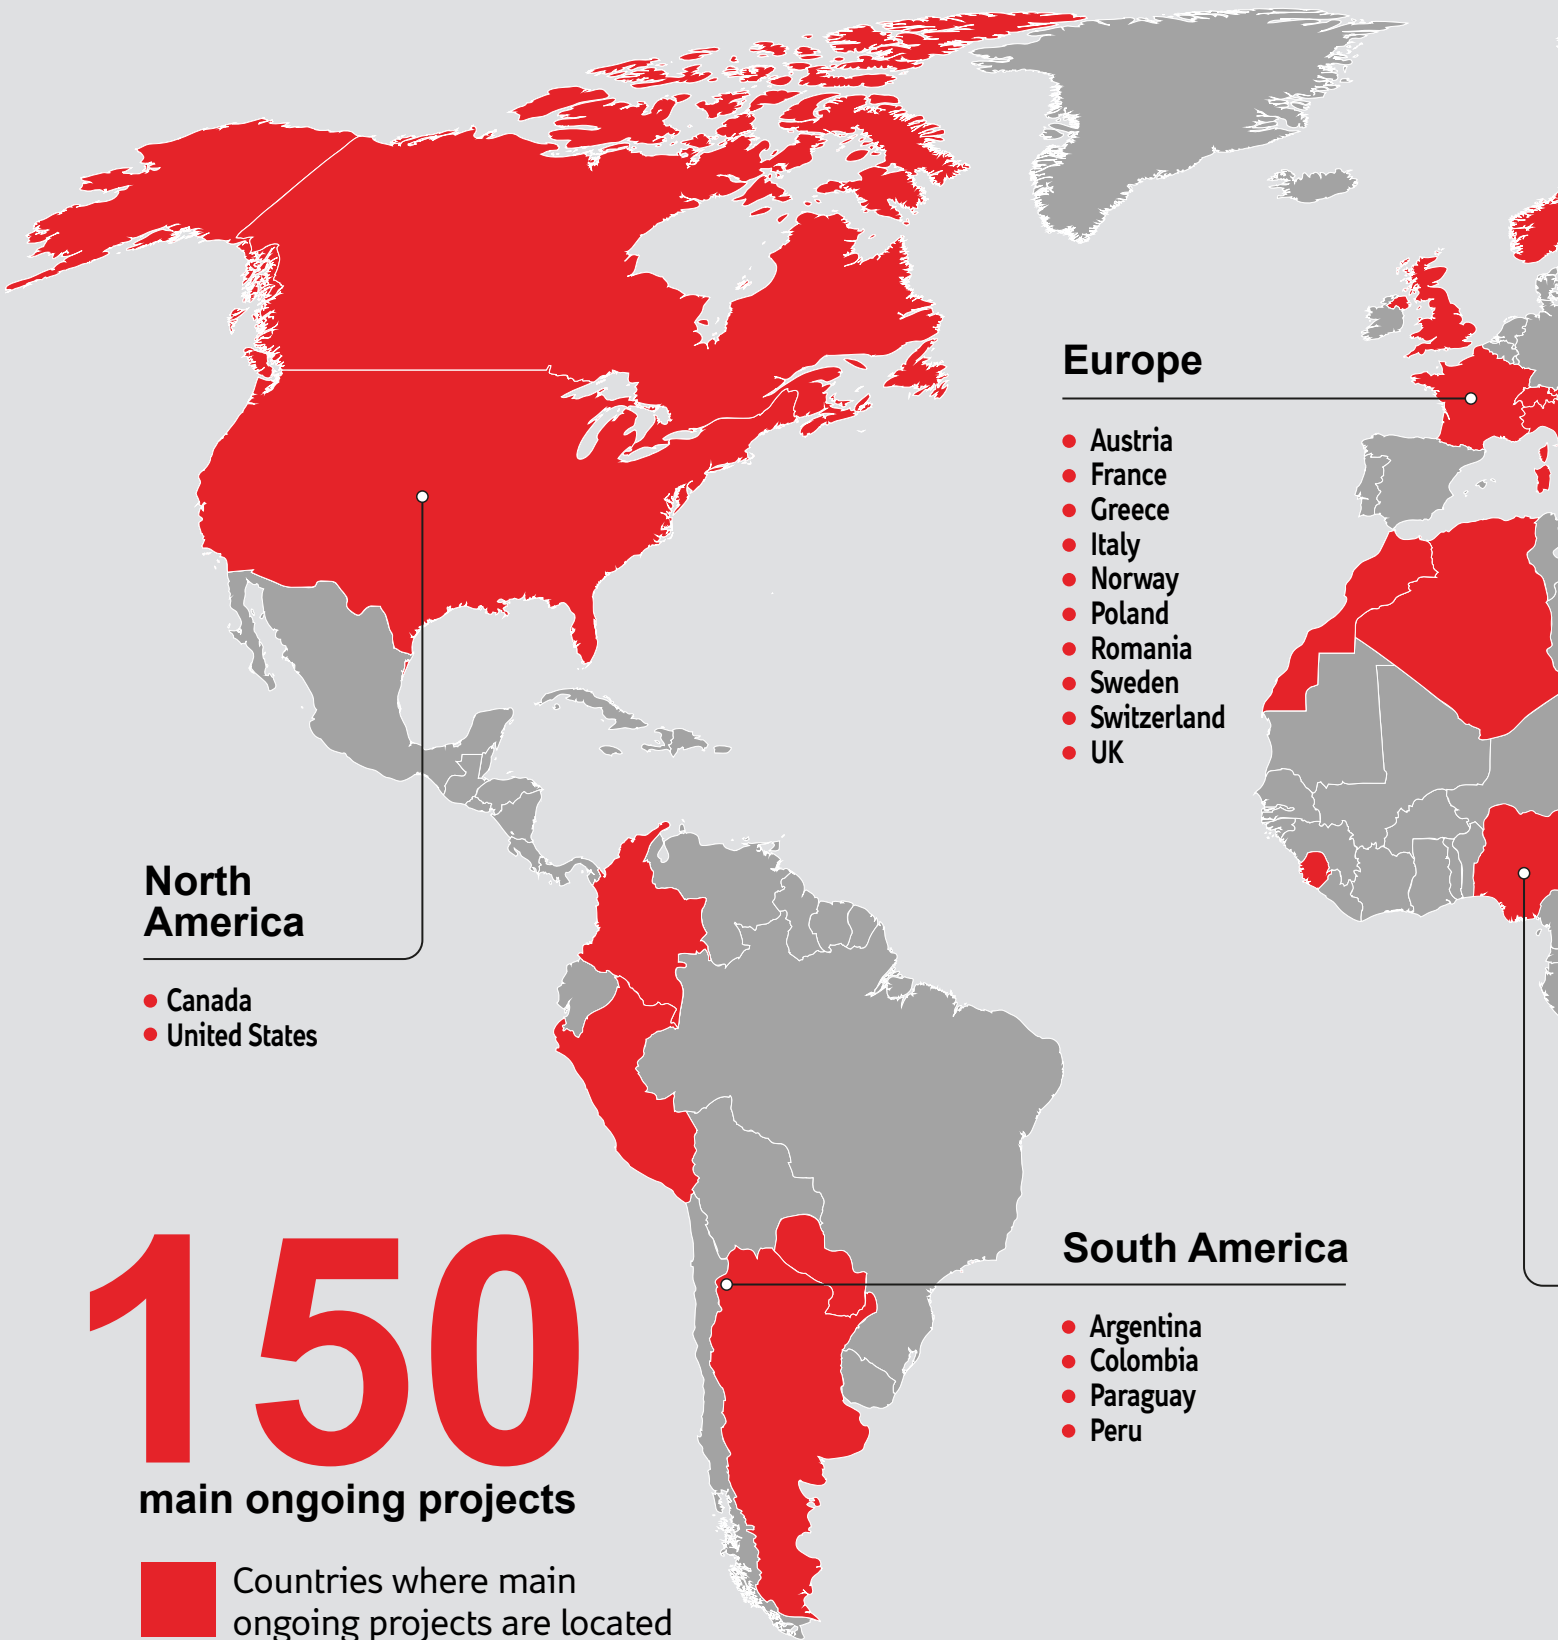 Europe
Austria
France
Greece
Italy
Norway
Poland
Romania
Sweden
Switzerland
UK
North
America
Canada
United States
South America
Argentina
Colombia
Paraguay
Peru
150
main ongoing projects
Countries where main
ongoing projects are located